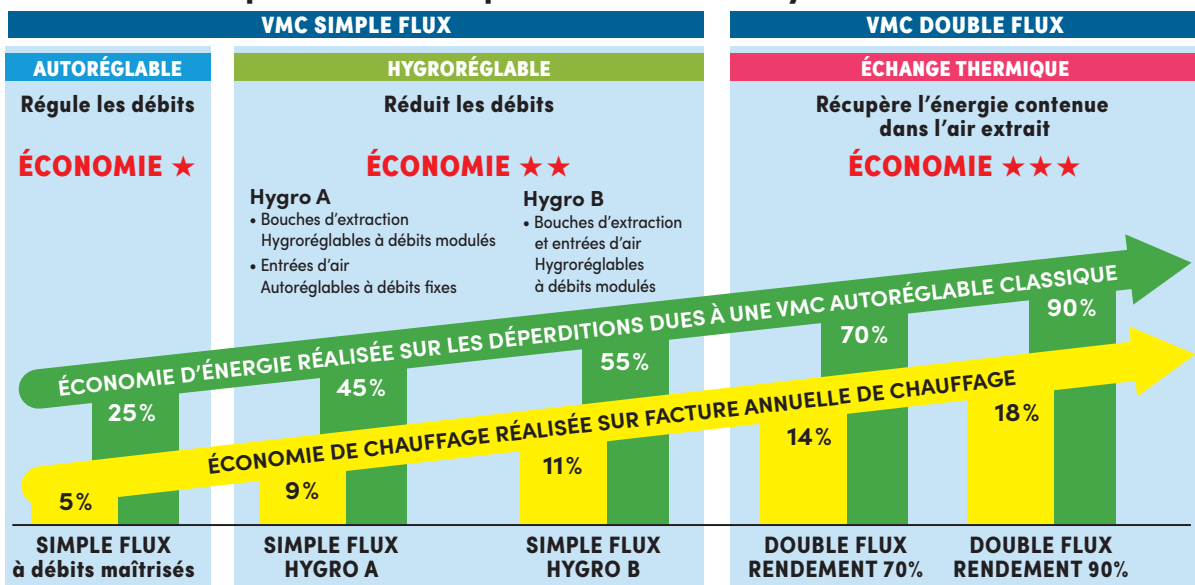 VMC SIMPLE FLUX
VMC DOUBLE FLUX
AUTORÉGLABLE
HYGRORÉGLABLE
ÉCHANGE THERMIQUE
Régule les débits
Réduit les débits
Récupère l'énergie contenue
dans l'air extrait
ÉCONOMIE ★
ÉCONOMIE ★★
ÉCONOMIE ★★★
Hygro A
• Bouches d'extraction
Hygroréglables à débits modulés
• Entrées d'air
Autoréglables à débits fixes
Hygro B
• Bouches d'extraction
et entrées d'air
Hygroréglables
à débits modulés
ÉCONOMIE D'ÉNERGIE RÉALISÉE SUR LES DÉPERDITIONS DUES À UNE VMC AUTORÉGLABLE CLASSIQUE
25%
45%
55%
70%
90%
ÉCONOMIE DE CHAUFFAGE RÉALISÉE SUR FACTURE ANNUELLE DE CHAUFFAGE
5%
9%
11%
14%
18%
SIMPLE FLUX
à débits maîtrisés
SIMPLE FLUX
HYGRO A
SIMPLE FLUX
HYGRO B
DOUBLE FLUX
RENDEMENT 70%
DOUBLE FLUX
RENDEMENT 90%